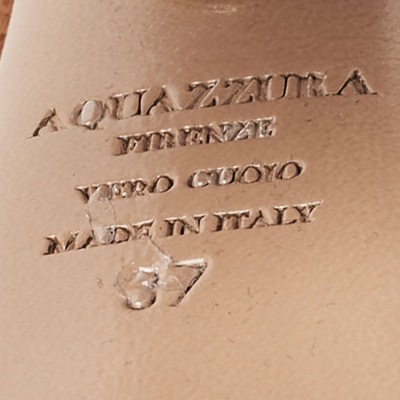 AQUAZZURA
FIRENZE
VERO CUOIO
MADE IN ITALY
37